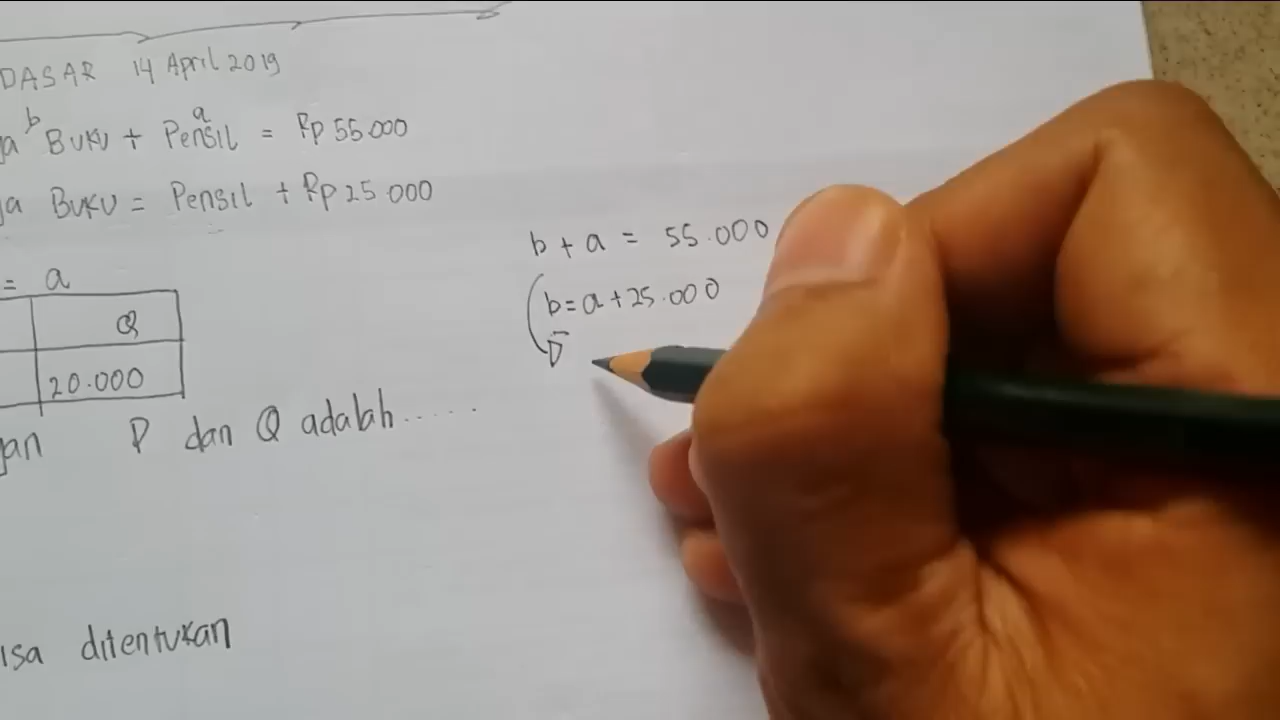 DASAR 14 April 2019
b a
Buku + Pensil = Rp 55.000
Buku = Pensil + Rp 25.000
b + a = 55.000
= a
b = a + 25.000
Q
20.000
P dan Q adalah.....
ditentukan